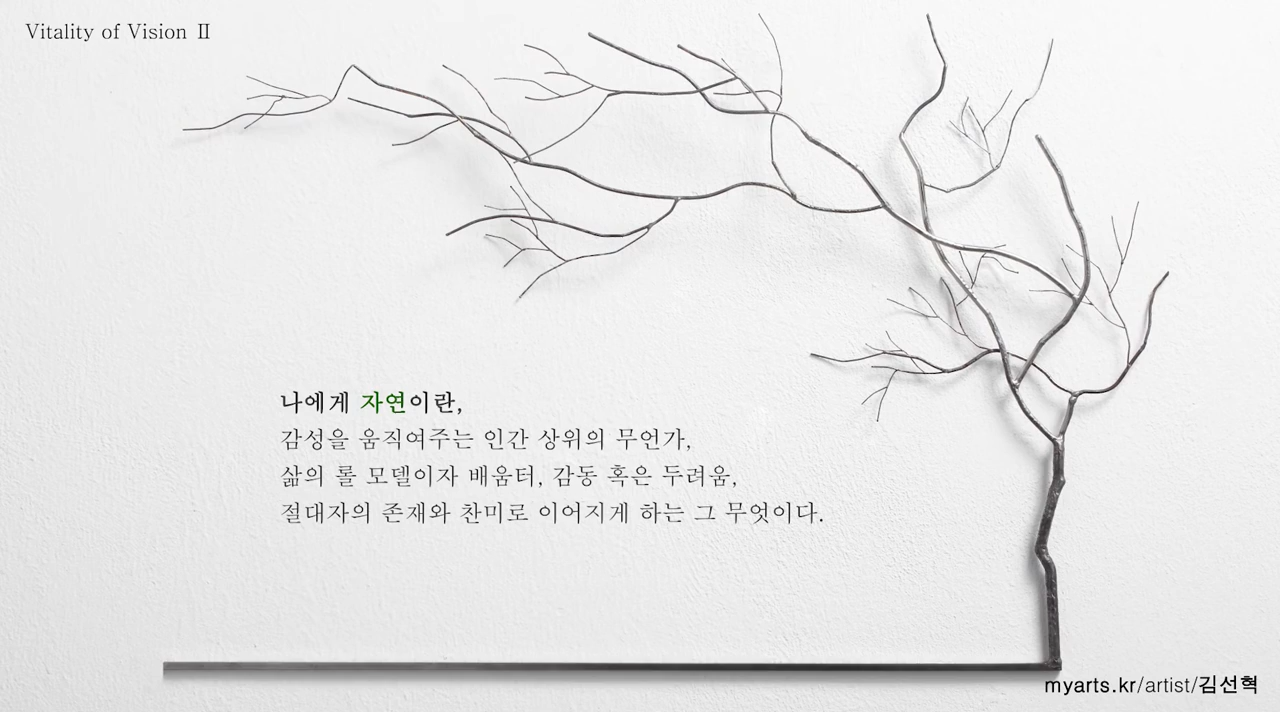 Vitality of Vision Ⅱ
나에게 자연이란,
감성을 움직여주는 인간 상위의 무언가,
삶의 롤 모델이자 배움터, 감동 혹은 두려움,
절대자의 존재와 찬미로 이어지게 하는 그 무엇이다.
myarts.kr/artist/김선혁